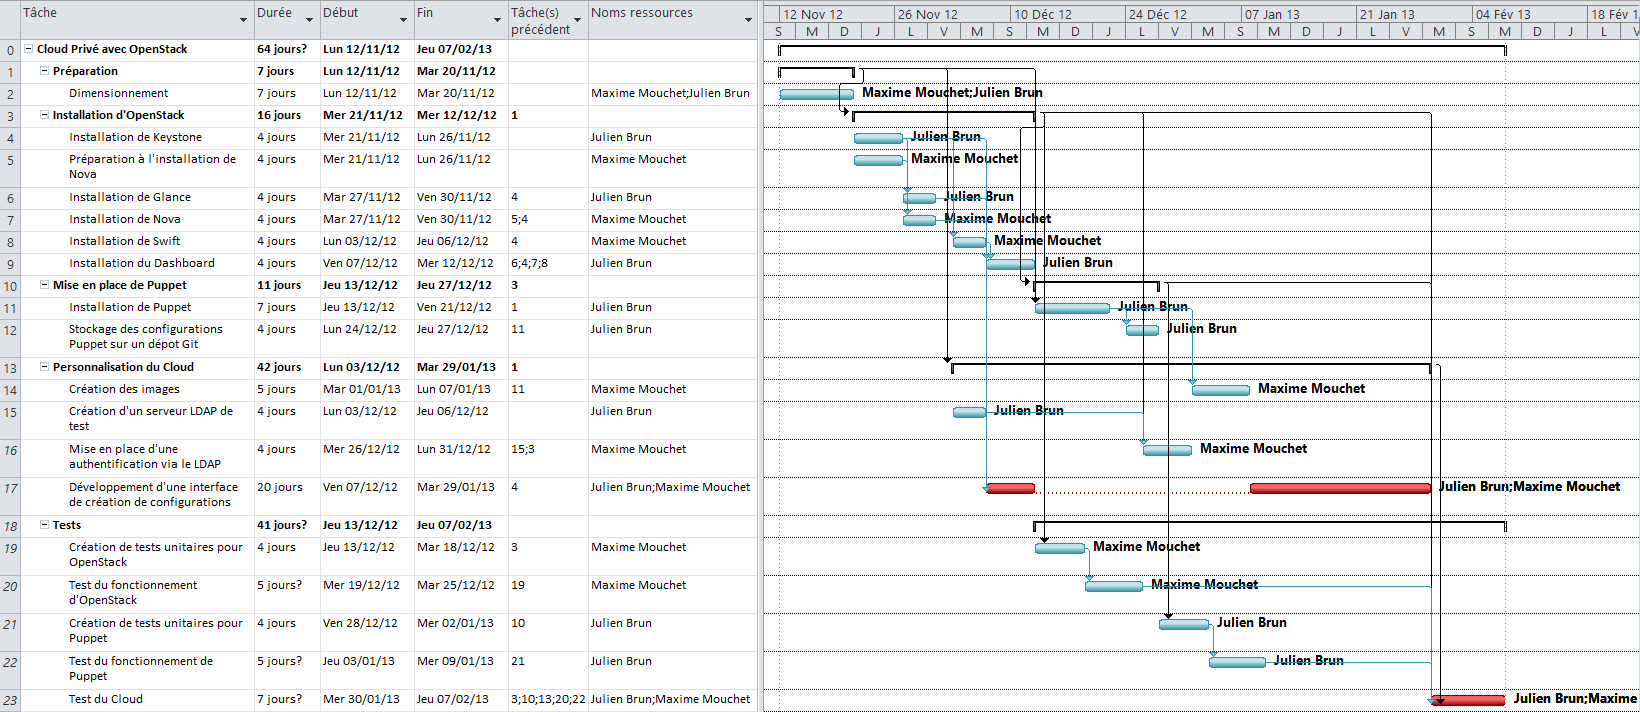 Tâche Durée Début Fin Tâche(s) précédent Noms ressources
12 Nov 12 26 Nov 12 10 Déc 12 24 Déc 12 07 Jan 13 21 Jan 13 04 Fév 13 18 Fév
S M D J L V M S M D J L V M S M D J L V M S M D J L
0 Cloud Privé avec OpenStack 64 jours? Lun 12/11/12 Jeu 07/02/13
1 Préparation 7 jours Lun 12/11/12 Mar 20/11/12
2 Dimensionnement 7 jours Lun 12/11/12 Mar 20/11/12 Maxime Mouchet;Julien Brun Maxime Mouchet;Julien Brun
3 Installation d'OpenStack 16 jours Mer 21/11/12 Mer 12/12/12 1
4 Installation de Keystone 4 jours Mer 21/11/12 Lun 26/11/12 Julien Brun Julien Brun
5 Préparation à l'installation de 4 jours Mer 21/11/12 Lun 26/11/12 Maxime Mouchet Maxime Mouchet
Nova
6 Installation de Glance 4 jours Mar 27/11/12 Ven 30/11/12 4 Julien Brun Julien Brun
7 Installation de Nova 4 jours Mar 27/11/12 Ven 30/11/12 5;4 Maxime Mouchet Maxime Mouchet
8 Installation de Swift 4 jours Lun 03/12/12 Jeu 06/12/12 4 Maxime Mouchet Maxime Mouchet
9 Installation du Dashboard 4 jours Ven 07/12/12 Mer 12/12/12 6;4;7;8 Julien Brun Julien Brun
10 Mise en place de Puppet 11 jours Jeu 13/12/12 Jeu 27/12/12 3
11 Installation de Puppet 7 jours Jeu 13/12/12 Ven 21/12/12 1 Julien Brun Julien Brun
12 Stockage des configurations 4 jours Lun 24/12/12 Jeu 27/12/12 11 Julien Brun Julien Brun
Puppet sur un dépot Git
13 Personnalisation du Cloud 42 jours Lun 03/12/12 Mar 29/01/13 1
14 Création des images 5 jours Mar 01/01/13 Lun 07/01/13 11 Maxime Mouchet Maxime Mouchet
15 Création d'un serveur LDAP de 4 jours Lun 03/12/12 Jeu 06/12/12 Julien Brun Julien Brun
test
16 Mise en place d'une 4 jours Mer 26/12/12 Lun 31/12/12 15;3 Maxime Mouchet Maxime Mouchet
authentification via le LDAP
17 Développement d'une interface 20 jours Ven 07/12/12 Mar 29/01/13 4 Julien Brun;Maxime Mouchet Julien Brun;Maxime Mouchet
de création de configurations
18 Tests 41 jours? Jeu 13/12/12 Jeu 07/02/13
19 Création de tests unitaires pour 4 jours Jeu 13/12/12 Mar 18/12/12 3 Maxime Mouchet Maxime Mouchet
OpenStack
20 Test du fonctionnement 5 jours? Mer 19/12/12 Mar 25/12/12 19 Maxime Mouchet Maxime Mouchet
d'OpenStack
21 Création de tests unitaires pour 4 jours Ven 28/12/12 Mer 02/01/13 10 Julien Brun Julien Brun
Puppet
22 Test du fonctionnement de 5 jours? Jeu 03/01/13 Mer 09/01/13 21 Julien Brun Julien Brun
Puppet
23 Test du Cloud 7 jours? Mer 30/01/13 Jeu 07/02/13 3;10;13;20;22 Julien Brun;Maxime Mouchet Julien Brun;Maxime